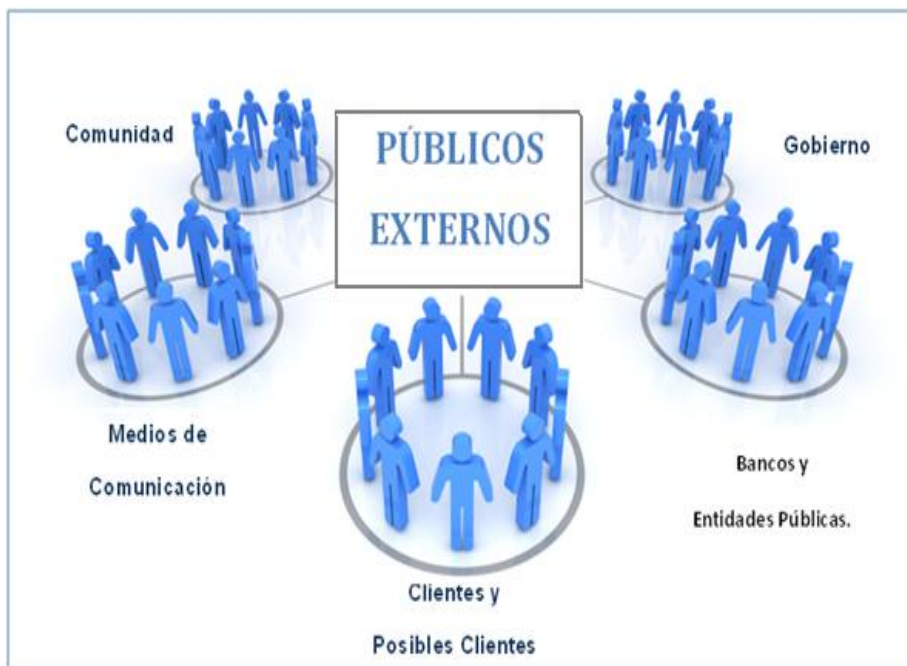 PÚBLICOS
EXTERNOS
Comunidad
Gobierno
Medios de
Comunicación
Bancos y
Entidades Públicas.
Clientes y
Posibles Clientes